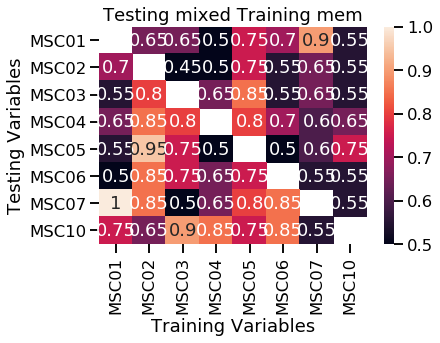 Testing mixed Training mem
Testing Variables
MSC01 0.65 0.65 0.5 0.75 0.7 0.9 0.55
MSC02 0.7 0.45 0.5 0.75 0.55 0.65 0.55
MSC03 0.55 0.8 0.65 0.85 0.55 0.65 0.55
MSC04 0.65 0.85 0.8 0.8 0.7 0.60 0.65
MSC05 0.55 0.95 0.75 0.5 0.5 0.6 0.75
MSC06 0.5 0.85 0.75 0.65 0.75 0.55 0.55
MSC07 1 0.85 0.5 0.65 0.8 0.85 0.55
MSC10 0.75 0.65 0.9 0.85 0.75 0.85 0.55
MSC01 MSC02 MSC03 MSC04 MSC05 MSC06 MSC07 MSC10
Training Variables
1.0
0.9
0.8
0.7
0.6
0.5